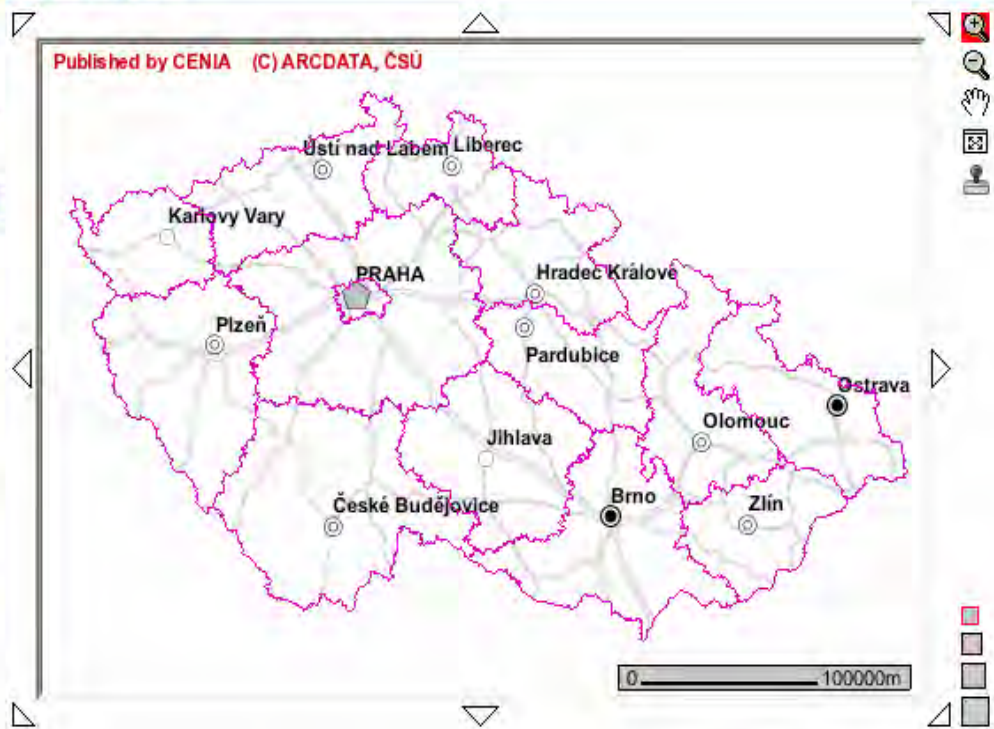 Published by CENIA (C) ARCDATA, ČSÚ
Ústí nad Labem
Liberec
Karlovy Vary
PRAHA
Hradec Králové
Plzeň
Pardubice
Ostrava
Olomouc
Jihlava
Brno
Zlín
České Budějovice
0 100000m